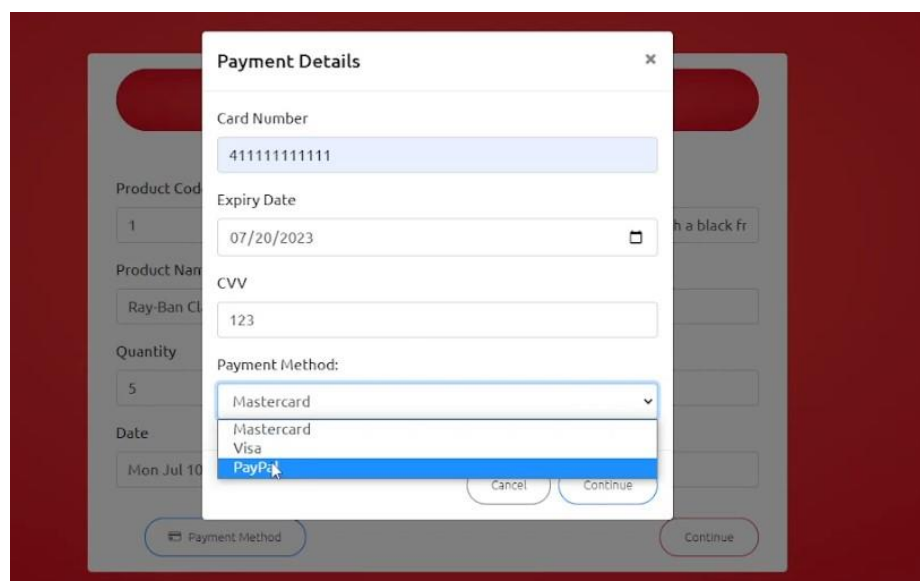 Payment Details ×
Card Number
411111111111
Product Cod
Expiry Date
1
07/20/2023
h a black fr
Product Nam
CVV
Ray-Ban Cl
123
Quantity
Payment Method:
5
Mastercard
Date
Mastercard
Visa
Mon Jul 10
PayPal
Cancel
Continue
Payment Method
Continue